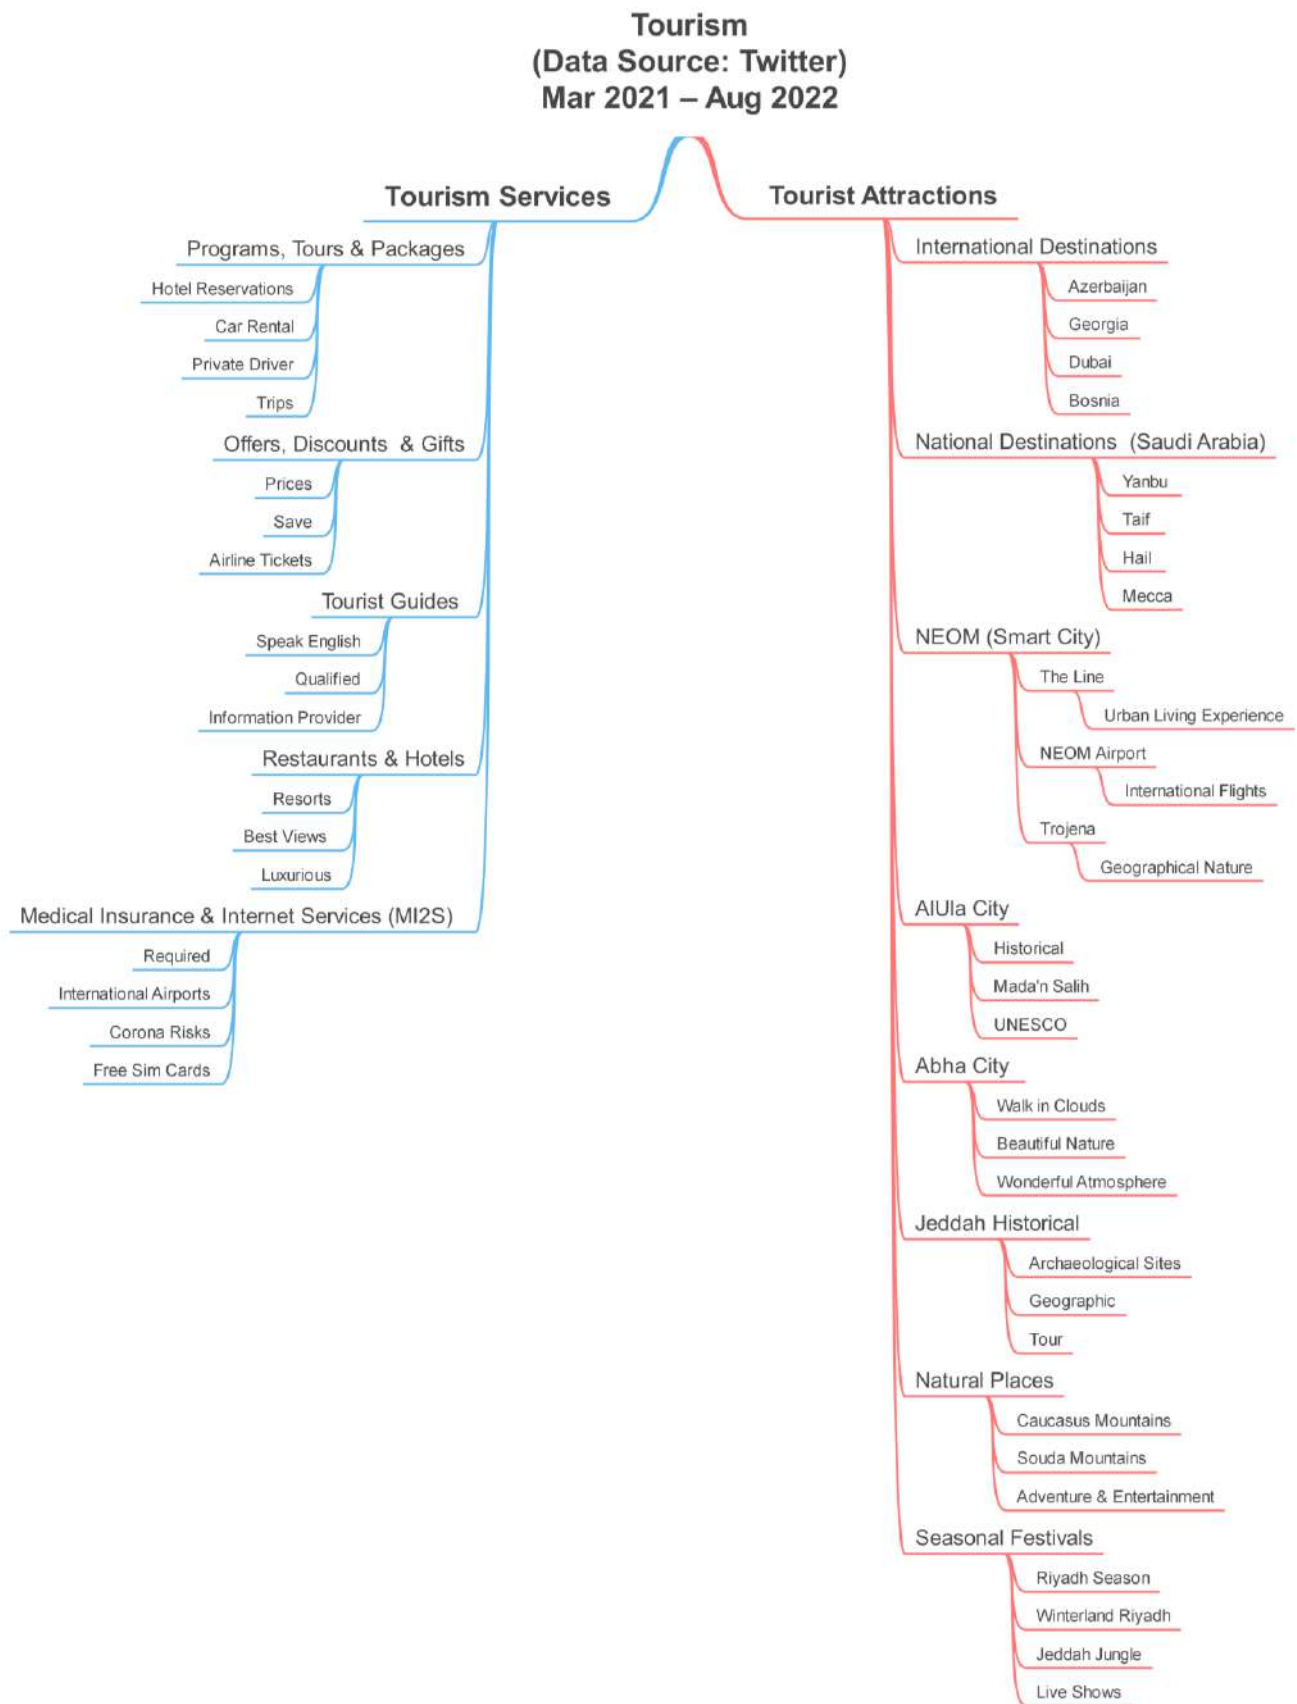 Tourism
(Data Source: Twitter)
Mar 2021 – Aug 2022
Tourism Services
Programs, Tours & Packages
Hotel Reservations
Car Rental
Private Driver
Trips
Offers, Discounts & Gifts
Prices
Save
Airline Tickets
Tourist Guides
Speak English
Qualified
Information Provider
Restaurants & Hotels
Resorts
Best Views
Luxurious
Medical Insurance & Internet Services (MI2S)
Required
International Airports
Corona Risks
Free Sim Cards
Tourist Attractions
International Destinations
Azerbaijan
Georgia
Dubai
Bosnia
National Destinations (Saudi Arabia)
Yanbu
Taif
Hail
Mecca
NEOM (Smart City)
The Line
Urban Living Experience
NEOM Airport
International Flights
Trojena
Geographical Nature
AlUla City
Historical
Mada'n Salih
UNESCO
Abha City
Walk in Clouds
Beautiful Nature
Wonderful Atmosphere
Jeddah Historical
Archaeological Sites
Geographic
Tour
Natural Places
Caucasus Mountains
Souda Mountains
Adventure & Entertainment
Seasonal Festivals
Riyadh Season
Winterland Riyadh
Jeddah Jungle
Live Shows